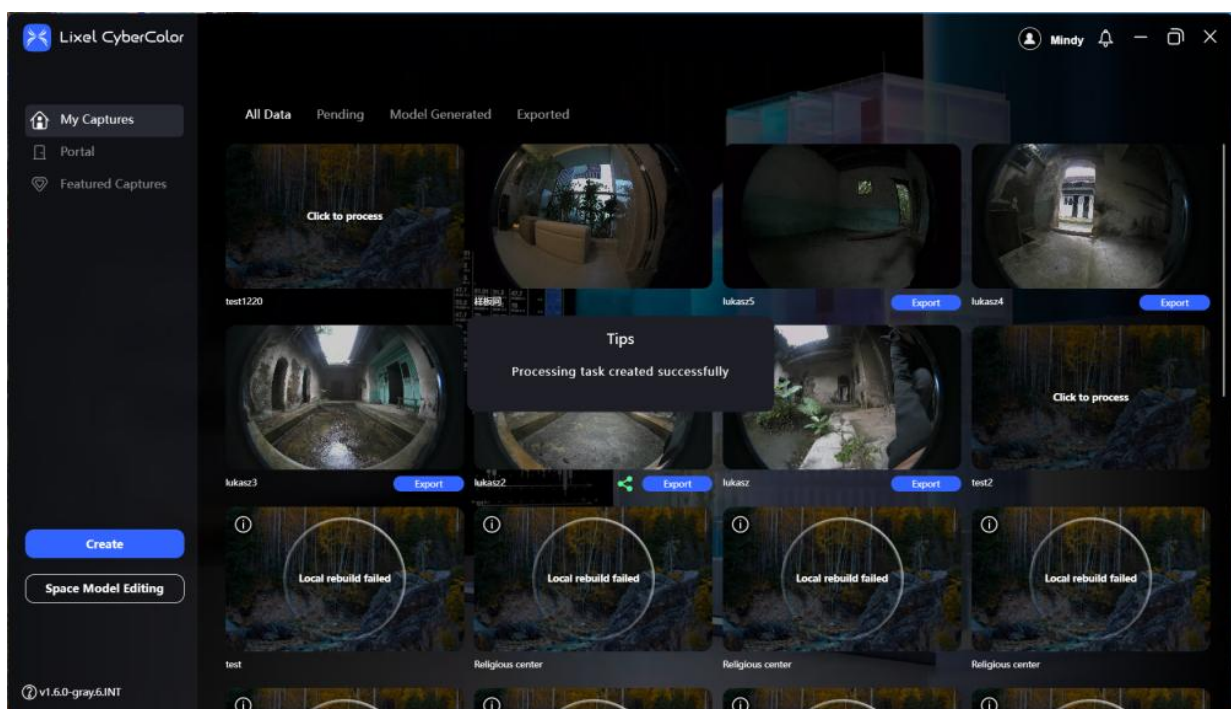 Lixel CyberColor
Mindy
My Captures
Portal
Featured Captures
All Data Pending Model Generated Exported
Click to process
test1220
样板间
lukasz5 Export
lukasz4 Export
Tips
Processing task created successfully
Click to process
lukasz3 Export
lukasz2 Export
lukasz Export
test2
Local rebuild failed
Local rebuild failed
Local rebuild failed
Local rebuild failed
test
Religious center
Religious center
Religious center
Create
Space Model Editing
v1.6.0-gray.6.INT